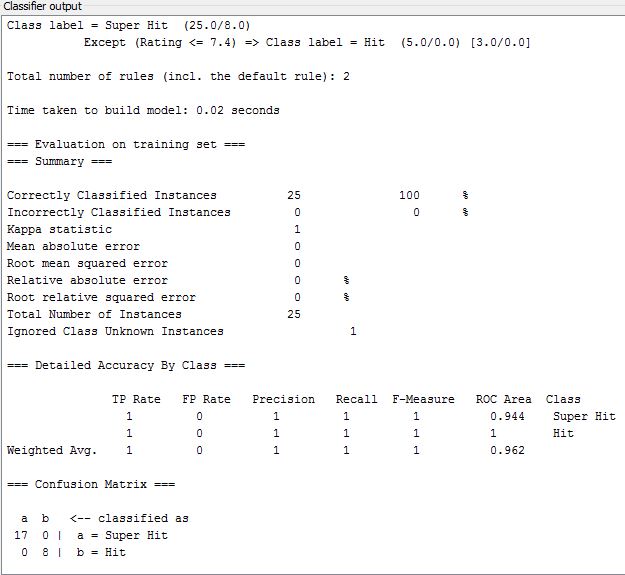 Classifier output
Class label = Super Hit  (25.0/8.0)
Except (Rating <= 7.4) => Class label = Hit  (5.0/0.0) [3.0/0.0]
Total number of rules (incl. the default rule): 2
Time taken to build model: 0.02 seconds
=== Evaluation on training set ===
=== Summary ===
Correctly Classified Instances          25              100      %
Incorrectly Classified Instances         0                0      %
Kappa statistic                          1
Mean absolute error                      0
Root mean squared error                  0
Relative absolute error                  0      %
Root relative squared error              0      %
Total Number of Instances               25
Ignored Class Unknown Instances                  1
=== Detailed Accuracy By Class ===
TP Rate   FP Rate   Precision   Recall  F-Measure   ROC Area  Class
1         0         1         1         1          0.944    Super Hit
1         0         1         1         1          1        Hit
Weighted Avg.    1         0         1         1         1          0.962
=== Confusion Matrix ===
a  b   <-- classified as
17  0 |  a = Super Hit
0  8 |  b = Hit